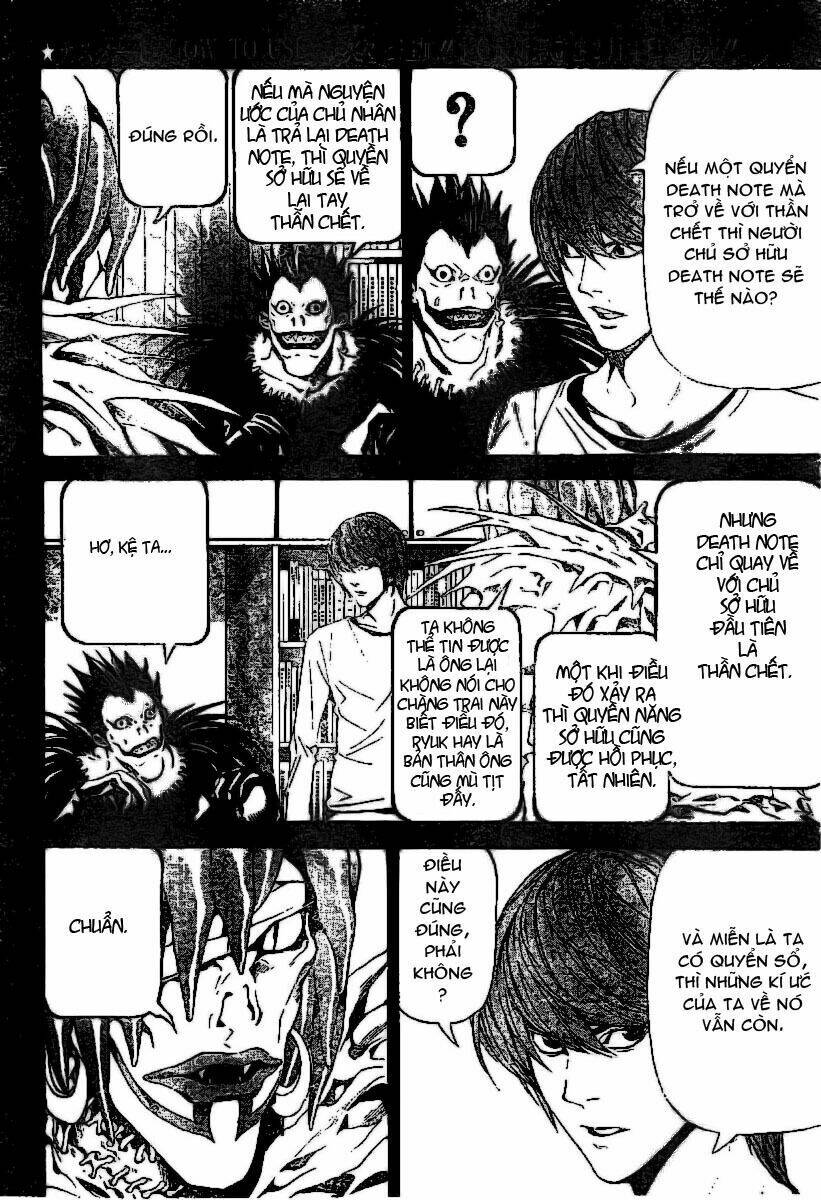 NẾU MỘT QUYỂN
DEATH NOTE MÀ
TRỞ VỀ VỚI THẦN
CHẾT THÌ NGƯỜI
CHỦ SỞ HỮU
DEATH NOTE SẼ
THẾ NÀO?
?
NẾU MÀ NGUYỆN
ƯỚC CỦA CHỦ NHÂN
LÀ TRẢ LẠI DEATH
NOTE, THÌ QUYỀN
SỞ HỮU SẼ VỀ
LẠI TAY
THẦN CHẾT.
ĐÚNG RỒI.
NHƯNG
DEATH NOTE
CHỈ QUAY VỀ
VỚI CHỦ
SỞ HỮU
ĐẦU TIÊN
LÀ
THẦN CHẾT.
MỘT KHI ĐIỀU
ĐÓ XẢY RA
THÌ QUYỀN NĂNG
SỞ HỮU CŨNG
ĐƯỢC HỒI PHỤC,
TẤT NHIÊN.
TA KHÔNG
THỂ TIN ĐƯỢC
LÀ ÔNG LẠI
KHÔNG NÓI CHO
CHÀNG TRAI NÀY
BIẾT ĐIỀU ĐÓ,
RYUK HAY LÀ
BẢN THÂN ÔNG
CŨNG MÙ TỊT
ĐẤY.
HƠ, KỆ TA...
VÀ MIỄN LÀ TA
CÓ QUYỂN SỔ,
THÌ NHỮNG KÍ ỨC
CỦA TA VỀ NÓ
VẪN CÒN.
ĐIỀU
NÀY
CŨNG
ĐÚNG,
PHẢI
KHÔNG
?
CHUẨN.